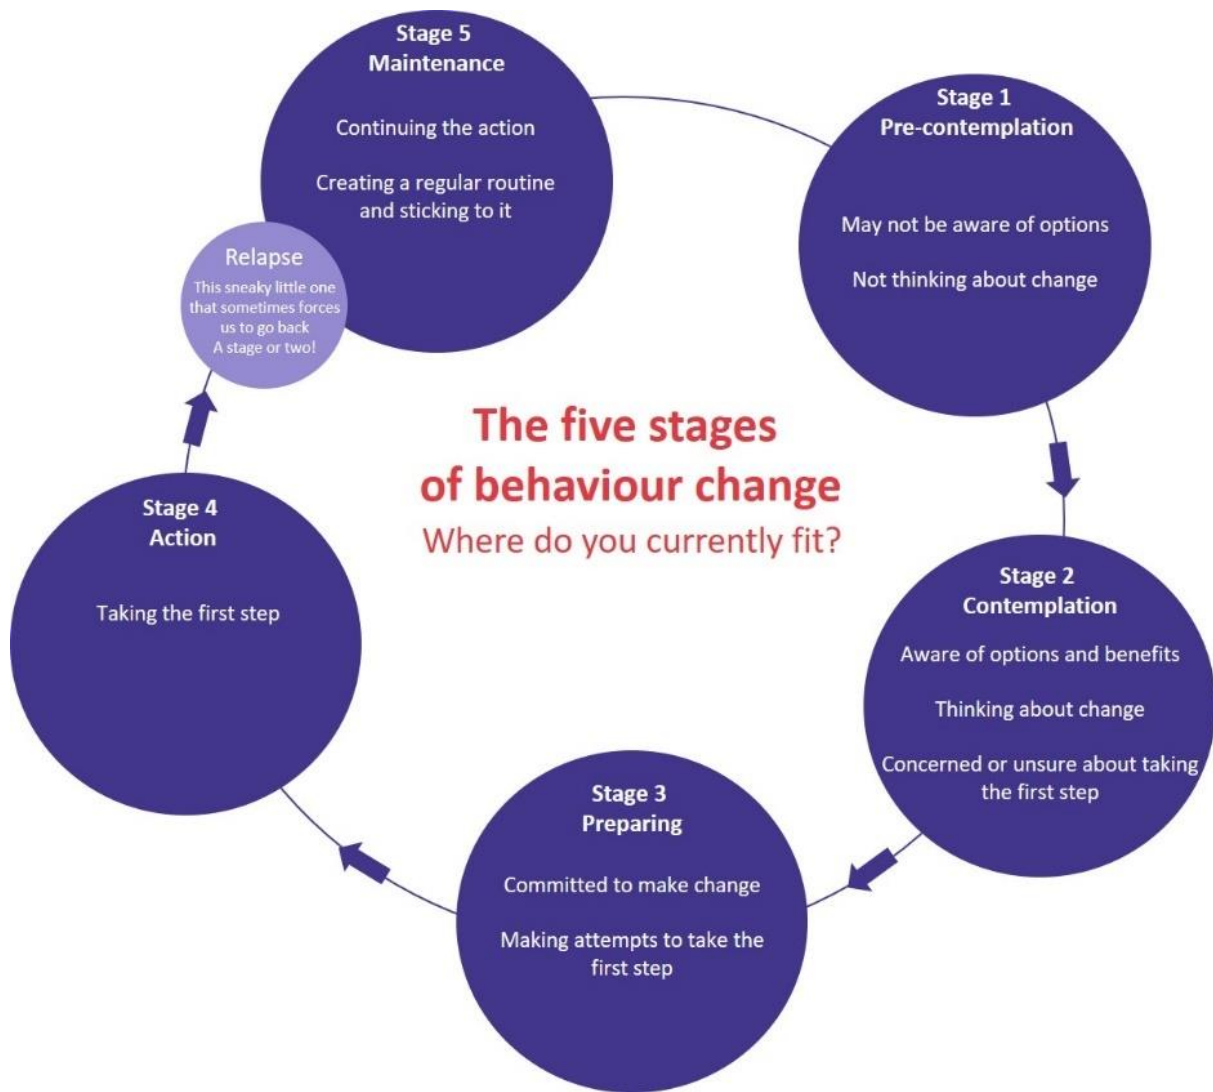 The five stages
of behaviour change
Where do you currently fit?
Stage 1
Pre-contemplation
May not be aware of options
Not thinking about change
Stage 2
Contemplation
Aware of options and benefits
Thinking about change
Concerned or unsure about taking
the first step
Stage 3
Preparing
Committed to make change
Making attempts to take the
first step
Stage 4
Action
Taking the first step
Relapse
This sneaky little one
that sometimes forces
us to go back
A stage or two!
Stage 5
Maintenance
Continuing the action
Creating a regular routine
and sticking to it